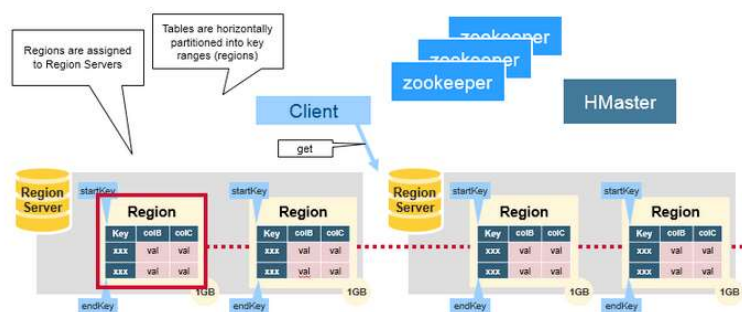 Regions are assigned
to Region Servers
Tables are horizontally
partitioned into key
ranges (regions)
zookeeper
zookeeper
zookeeper
HMaster
Client
get
Region
Server
startKey
Region
Key colB colC
xxx val val
xxx val val
endKey
1GB
startKey
Region
Key colB colC
xxx val val
xxx val val
endKey
1GB
Region
Server
startKey
Region
Key colB colC
xxx val val
xxx val val
endKey
1GB
startKey
Region
Key colB colC
xxx val val
xxx val val
endKey
1GB